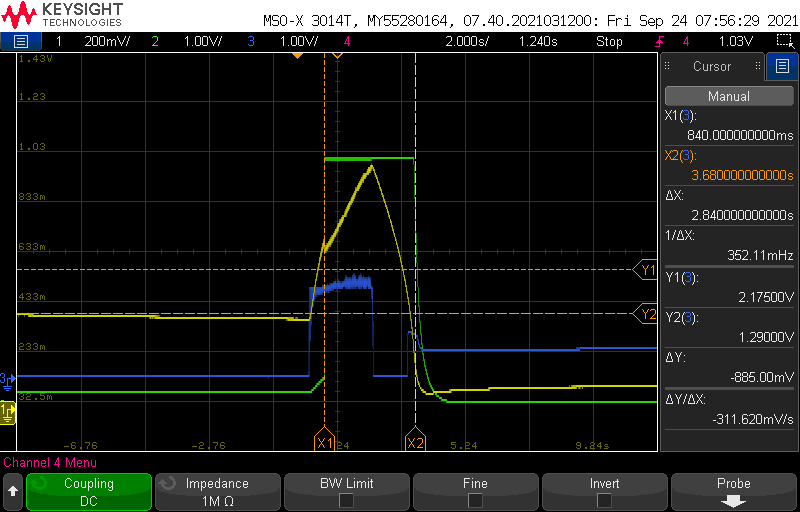 KEYSIGHT
TECHNOLOGIES
MSO-X 3014T, MY55280164, 07.40.2021031200: Fri Sep 24 07:56:29 2021
1 200mV/ 2 1.00V/ 3 1.00V/ 4 2.000s/ 1.240s Stop 4 1.03V
1.43V
1.23
1.03
833m
633m
433m
233m
32.5m
Y1
Y2
3
1
-6.76 -2.76 24 5.24 9.24s
X1 X2
Cursor
Manual
X1(3):
840.000000000ms
X2(3):
3.680000000000s
ΔX:
2.840000000000s
1/ΔX:
352.11mHz
Y1(3):
2.17500V
Y2(3):
1.29000V
ΔY:
-885.00mV
ΔY/ΔX:
-311.620mV/s
Channel 4 Menu
Coupling
DC
Impedance
1M Ω
BW Limit
Fine
Invert
Probe